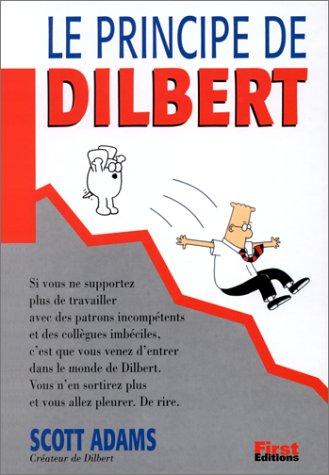 LE PRINCIPE DE
DILBERT
Si vous ne supportez
plus de travailler
avec des patrons incompétents
et des collègues imbéciles,
c'est que vous venez d'entrer
dans le monde de Dilbert.
Vous n'en sortirez plus
et vous allez pleurer. De rire.
SCOTT ADAMS
Créateur de Dilbert
First
Editions